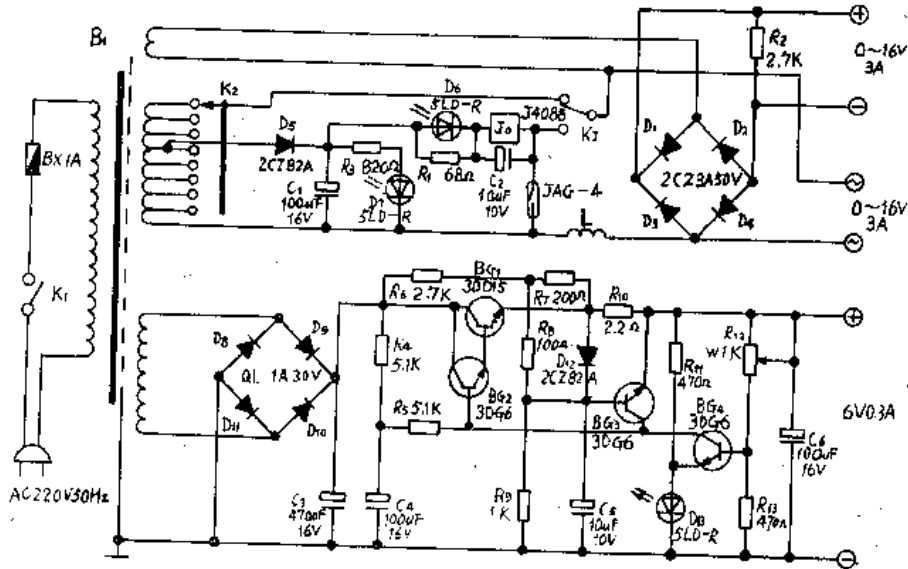 B1
K2
D5
2CZ82A
C1
100uF
16V
R3 820Ω
D7
5LD-R
D6
5LD-R
R1
68Ω
J0
J4088
C2
10uF
10V
K3
JAG-4
L
R2
2.7K
D1
D2
D3
D4
2CZ3A50V
+
0~16V
3A
−
~
0~16V
3A
~
BX1A
K1
AC220V50Hz
D8
D9
QL 1A30V
D11
D10
C3
470uF
16V
R6 2.7K
R4
5.1K
R5 5.1K
C4
100uF
16V
BG1
3DD15
BG2
3DG6
R7 200Ω
R8
100Ω
D12
2CZ82A
R9
1K
C5
10uF
10V
R10
2.2Ω
BG3
3DG6
R11
470Ω
BG4
3DG6
R12
W1K
D13
5LD-R
R13
470Ω
C6
100uF
16V
+
6V0.3A
−